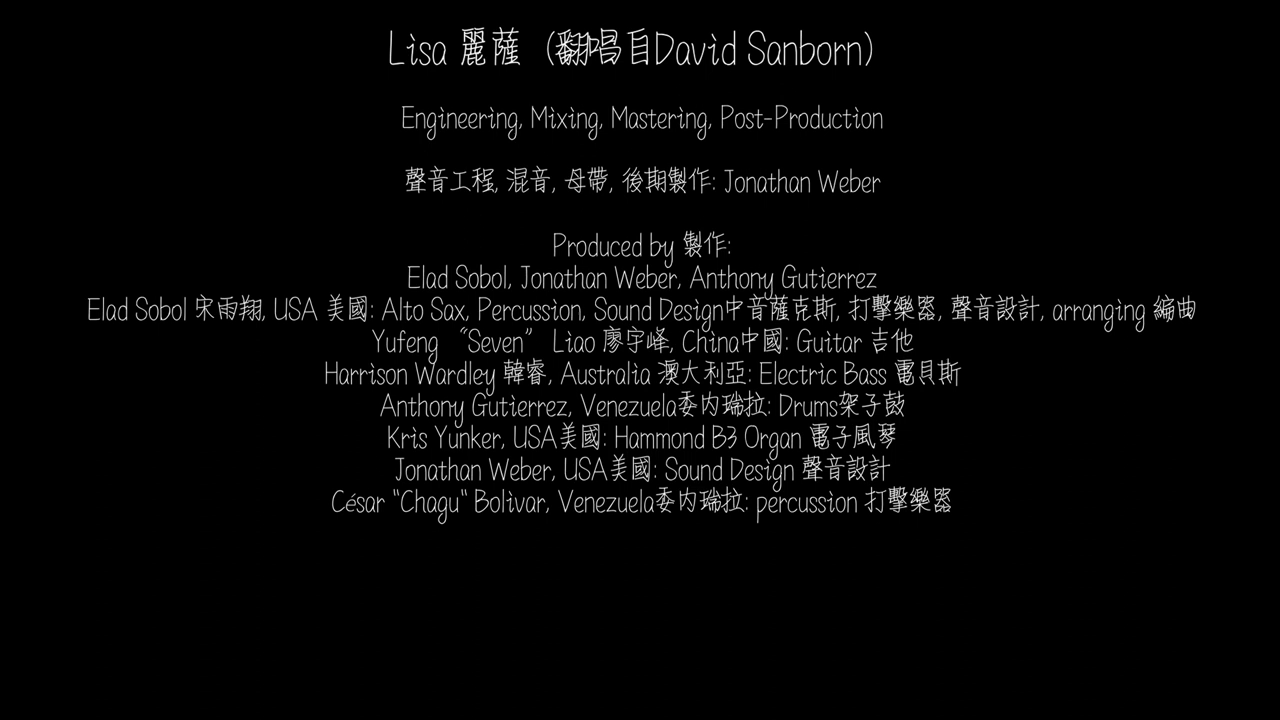 Lisa 麗薩 (翻唱自David Sanborn)
Engineering, Mixing, Mastering, Post-Production
聲音工程, 混音, 母帶, 後期製作: Jonathan Weber
Produced by 製作:
Elad Sobol, Jonathan Weber, Anthony Gutierrez
Elad Sobol 宋雨翔, USA 美國: Alto Sax, Percussion, Sound Design中音薩克斯, 打擊樂器, 聲音設計, arranging 編曲
Yufeng “Seven” Liao 廖宇峰, China中國: Guitar 吉他
Harrison Wardley 韓睿, Australia 澳大利亞: Electric Bass 電貝斯
Anthony Gutierrez, Venezuela委內瑞拉: Drums架子鼓
Kris Yunker, USA美國: Hammond B3 Organ 電子風琴
Jonathan Weber, USA美國: Sound Design 聲音設計
César "Chagu" Bolivar, Venezuela委內瑞拉: percussion 打擊樂器